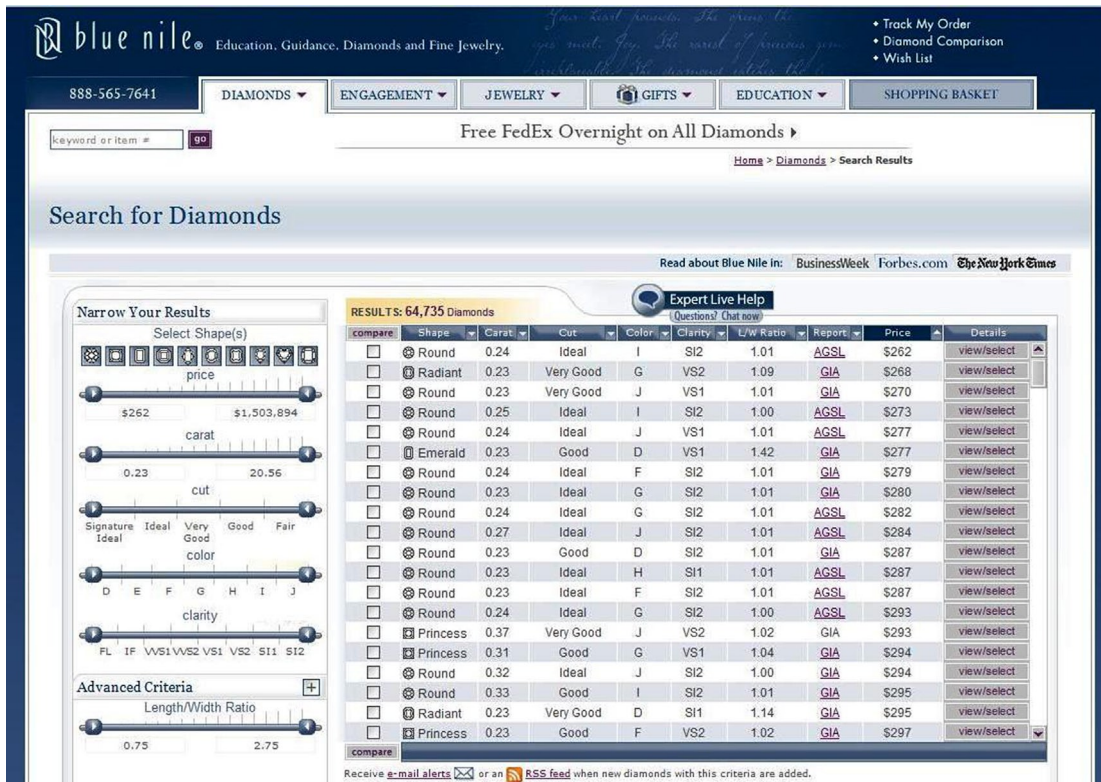 blue nile® Education, Guidance, Diamonds and Fine Jewelry.
Track My Order
Diamond Comparison
Wish List
888-565-7641 DIAMONDS ENGAGEMENT JEWELRY GIFTS EDUCATION SHOPPING BASKET
keyword or item # go
Free FedEx Overnight on All Diamonds
Home > Diamonds > Search Results
Search for Diamonds
Read about Blue Nile in: BusinessWeek Forbes.com The New York Times
Narrow Your Results
Select Shape(s)
price
$262 $1,503,894
carat
0.23 20.56
cut
Signature Ideal Ideal Very Good Good Fair
color
D E F G H I J
clarity
FL IF VVS1 VVS2 VS1 VS2 SI1 SI2
Advanced Criteria +
Length/Width Ratio
0.75 2.75
RESULTS: 64,735 Diamonds
Expert Live Help
Questions? Chat now
compare Shape Carat Cut Color Clarity L/W Ratio Report Price Details
Round 0.24 Ideal I SI2 1.01 AGSL $262 view/select
Radiant 0.23 Very Good G VS2 1.09 GIA $268 view/select
Round 0.23 Very Good J VS1 1.01 GIA $270 view/select
Round 0.25 Ideal I SI2 1.00 AGSL $273 view/select
Round 0.24 Ideal J VS1 1.01 AGSL $277 view/select
Emerald 0.23 Good D VS1 1.42 GIA $277 view/select
Round 0.24 Ideal F SI2 1.01 GIA $279 view/select
Round 0.23 Ideal G SI2 1.01 GIA $280 view/select
Round 0.24 Ideal G SI2 1.01 AGSL $282 view/select
Round 0.27 Ideal J SI2 1.01 AGSL $284 view/select
Round 0.23 Good D SI2 1.01 GIA $287 view/select
Round 0.23 Ideal H SI1 1.01 AGSL $287 view/select
Round 0.23 Ideal F SI2 1.01 AGSL $287 view/select
Round 0.24 Ideal G SI2 1.00 AGSL $293 view/select
Princess 0.37 Very Good J VS2 1.02 GIA $293 view/select
Princess 0.31 Good G VS1 1.04 GIA $294 view/select
Round 0.32 Ideal J SI2 1.00 GIA $294 view/select
Round 0.33 Good I SI2 1.01 GIA $295 view/select
Radiant 0.23 Very Good D SI1 1.14 GIA $295 view/select
Princess 0.23 Good F VS2 1.02 GIA $297 view/select
compare
Receive e-mail alerts or an RSS feed when new diamonds with this criteria are added.